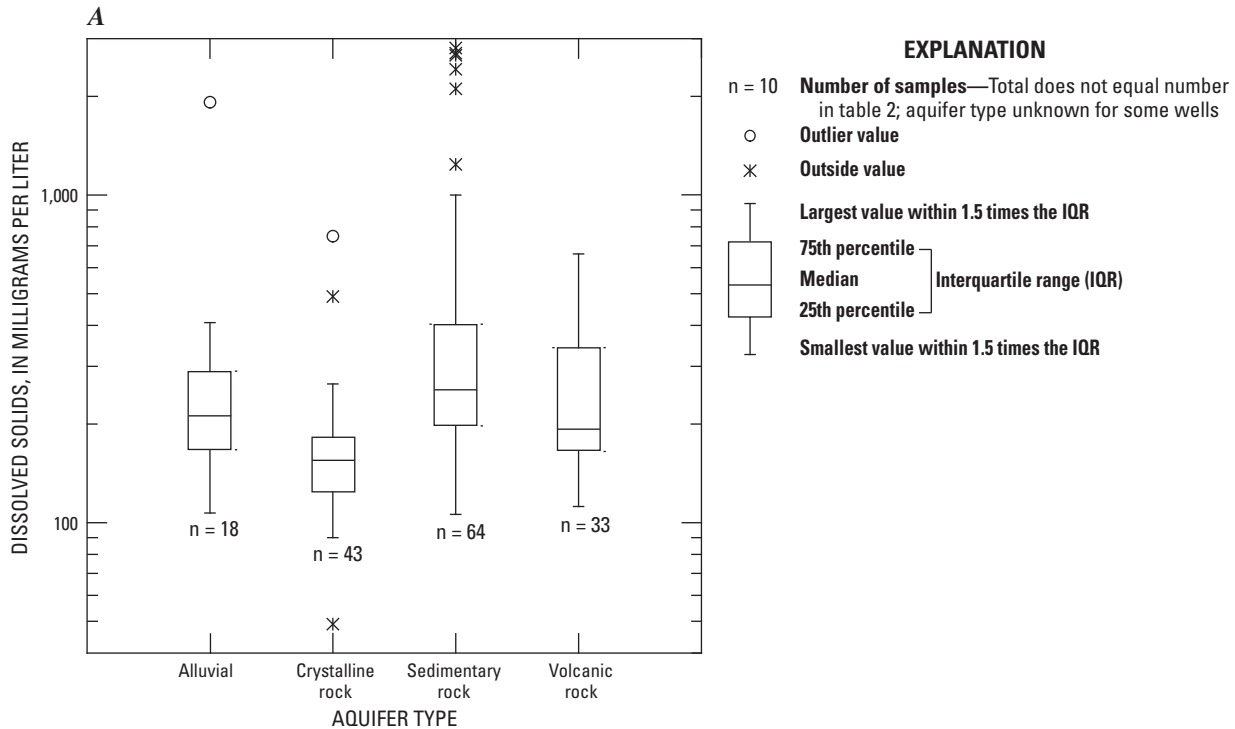 A
DISSOLVED SOLIDS, IN MILLIGRAMS PER LITER
1,000
100
n = 18
n = 43
n = 64
n = 33
Alluvial
Crystalline
rock
Sedimentary
rock
Volcanic
rock
AQUIFER TYPE
EXPLANATION
n = 10 Number of samples—Total does not equal number
in table 2; aquifer type unknown for some wells
Outlier value
Outside value
Largest value within 1.5 times the IQR
75th percentile
Median
Interquartile range (IQR)
25th percentile
Smallest value within 1.5 times the IQR